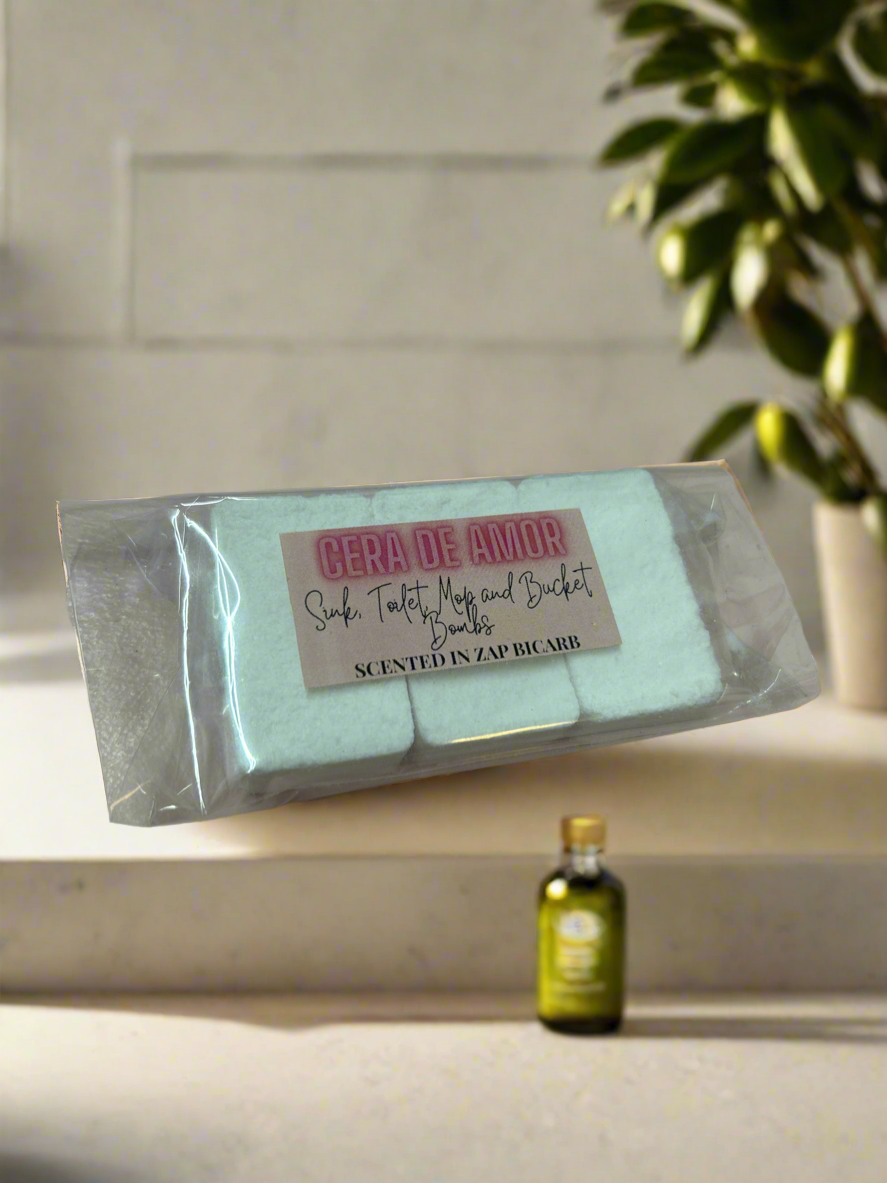 CERA DE AMOR
Sink, Toilet, Mop and Bucket
Bombs
SCENTED IN ZAP BICARB